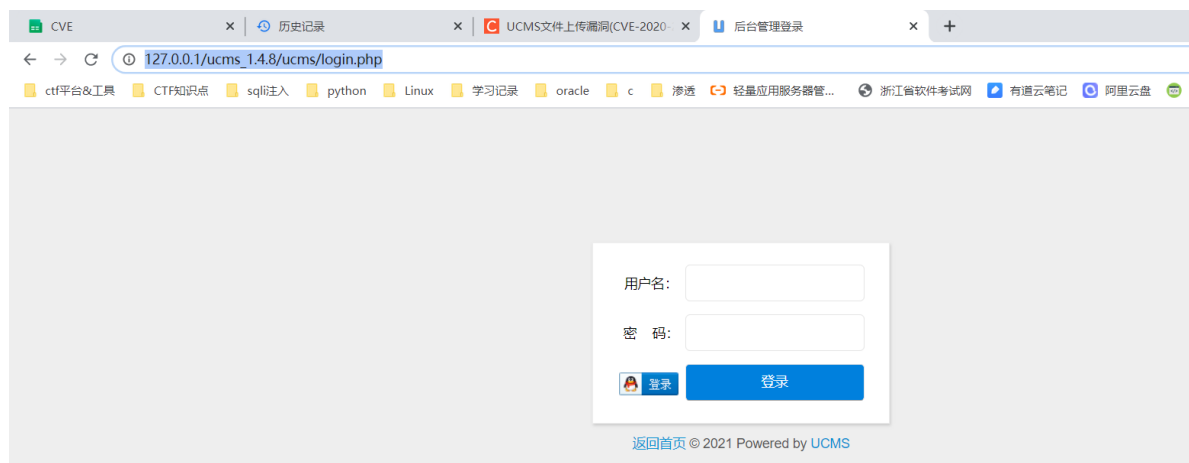 CVE 历史记录 UCMS文件上传漏洞(CVE-2020- 后台管理登录
127.0.0.1/ucms_1.4.8/ucms/login.php
ctf平台&工具 CTF知识点 sqli注入 python Linux 学习记录 oracle c 渗透 轻量应用服务器管... 浙江省软件考试网 有道云笔记 阿里云盘
用户名：
密 码：
登录 登录
返回首页 © 2021 Powered by UCMS